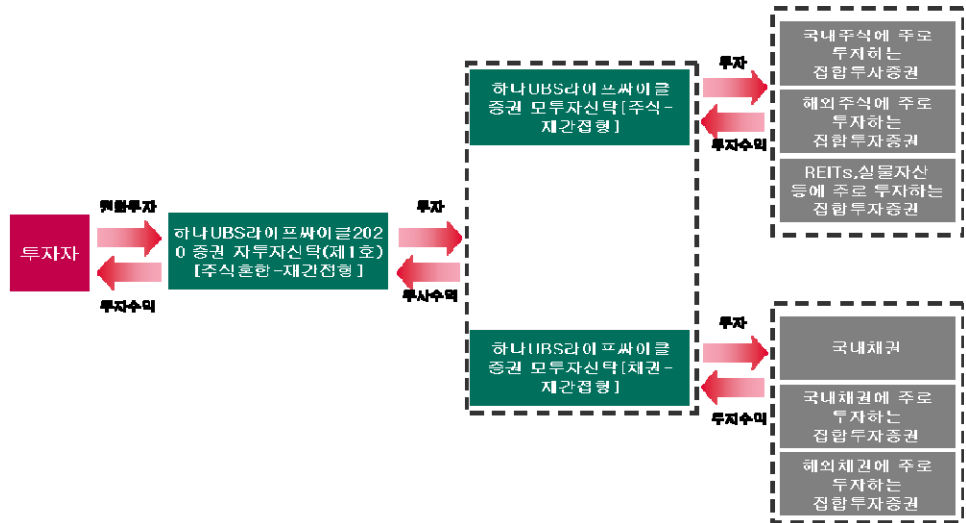 투자자
원화투자
투자수익
하나UBS라이프싸이클202
0 증권 자투자신탁(제1호)
[주식혼합-재간접형]
투자
투자수익
하나UBS라이프싸이클
증권 모투자신탁[주식-
재간접형]
투자
투자수익
국내주식에 주로
투자하는
집합투자증권
해외주식에 주로
투자하는
집합투자증권
REITs,실물자산
등에 주로 투자하는
집합투자증권
하나UBS라이프싸이클
증권 모투자신탁[채권-
재간접형]
투자
투자수익
국내채권
국내채권에 주로
투자하는
집합투자증권
해외채권에 주로
투자하는
집합투자증권